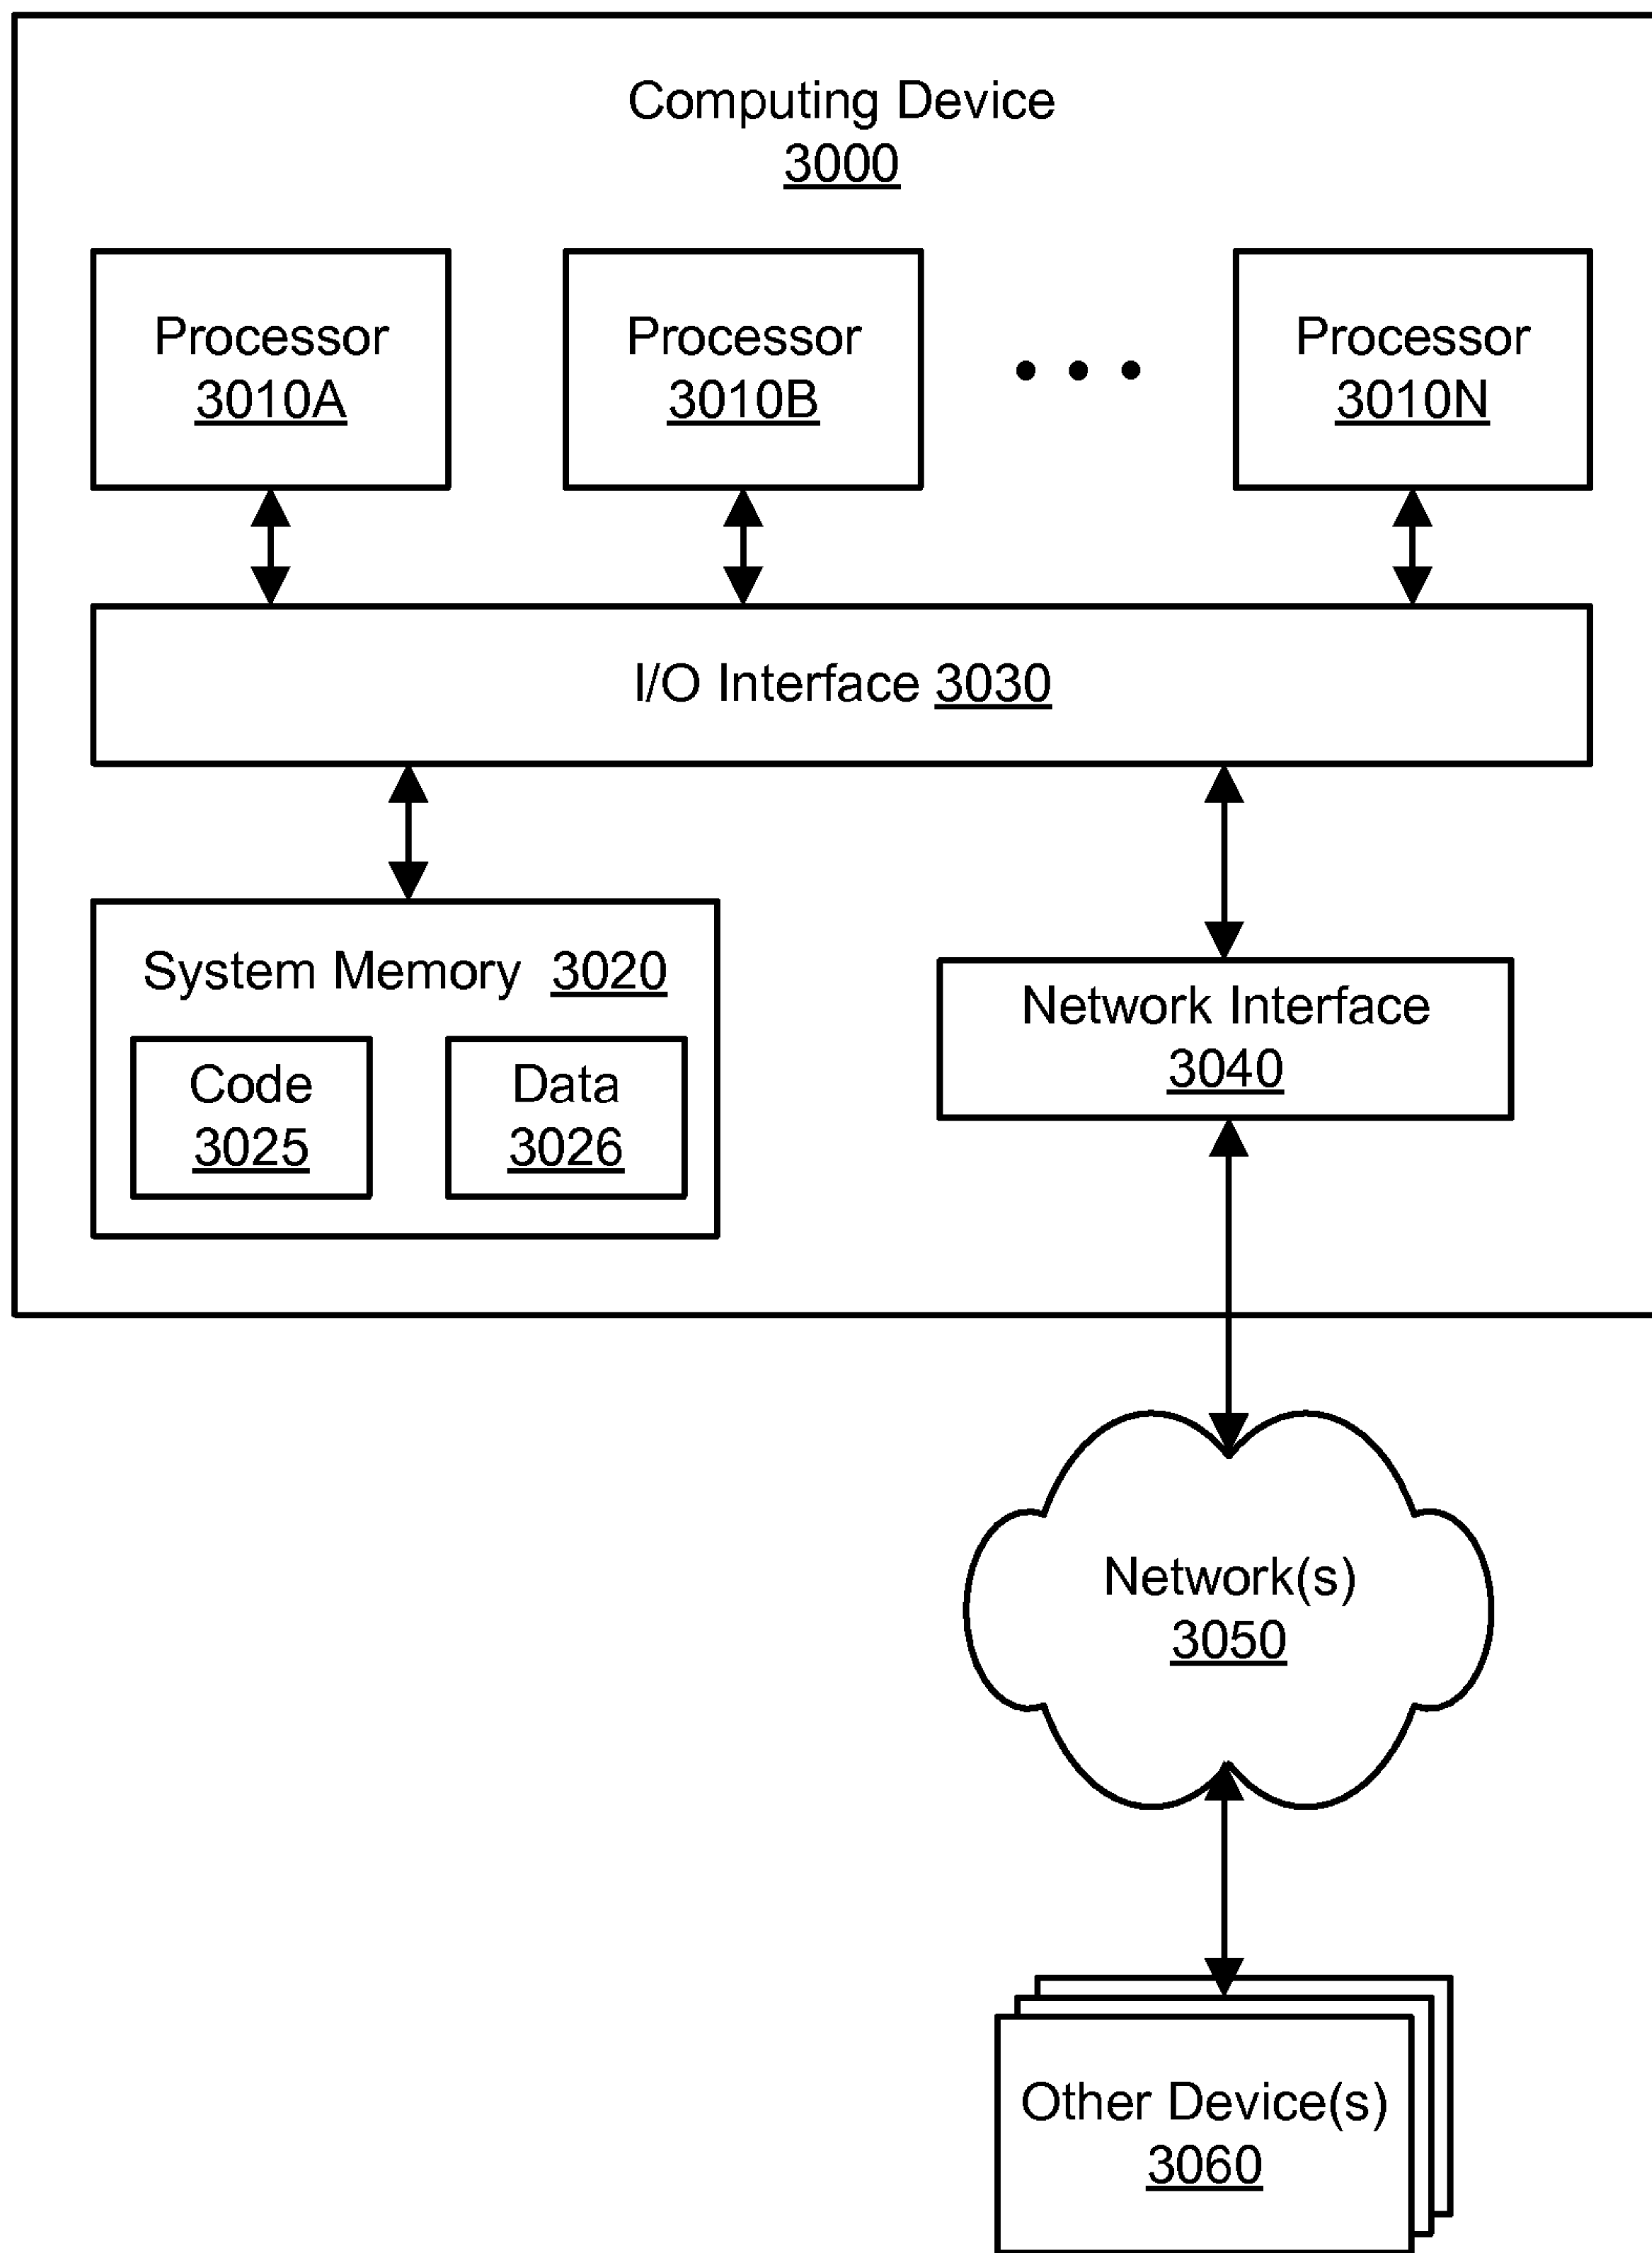 Computing Device
3000
Processor
3010A
Processor
3010B
Processor
3010N
I/O Interface 3030
System Memory 3020
Code
3025
Data
3026
Network Interface
3040
Network(s)
3050
Other Device(s)
3060